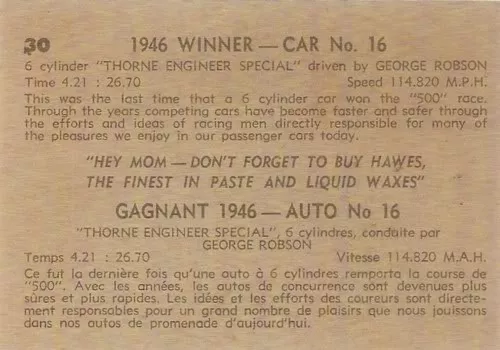 30
1946 WINNER — CAR No. 16
6 cylinder "THORNE ENGINEER SPECIAL" driven by GEORGE ROBSON
Time 4.21 : 26.70 Speed 114.820 M.P.H.
This was the last time that a 6 cylinder car won the "500" race.
Through the years competing cars have become faster and safer through
the efforts and ideas of racing men directly responsible for many of
the pleasures we enjoy in our passenger cars today.
"HEY MOM — DON'T FORGET TO BUY HAWES,
THE FINEST IN PASTE AND LIQUID WAXES"
GAGNANT 1946 — AUTO No 16
"THORNE ENGINEER SPECIAL", 6 cylindres, conduite par
GEORGE ROBSON
Temps 4.21 : 26.70 Vitesse 114.820 M.A.H.
Ce fut la dernière fois qu'une auto à 6 cylindres remporta la course de
"500". Avec les années, les autos de concurrence sont devenues plus
sûres et plus rapides. Les idées et les efforts des coureurs sont directe-
ment responsables pour un grand nombre de plaisirs que nous jouissons
dans nos autos de promenade d'aujourd'hui.